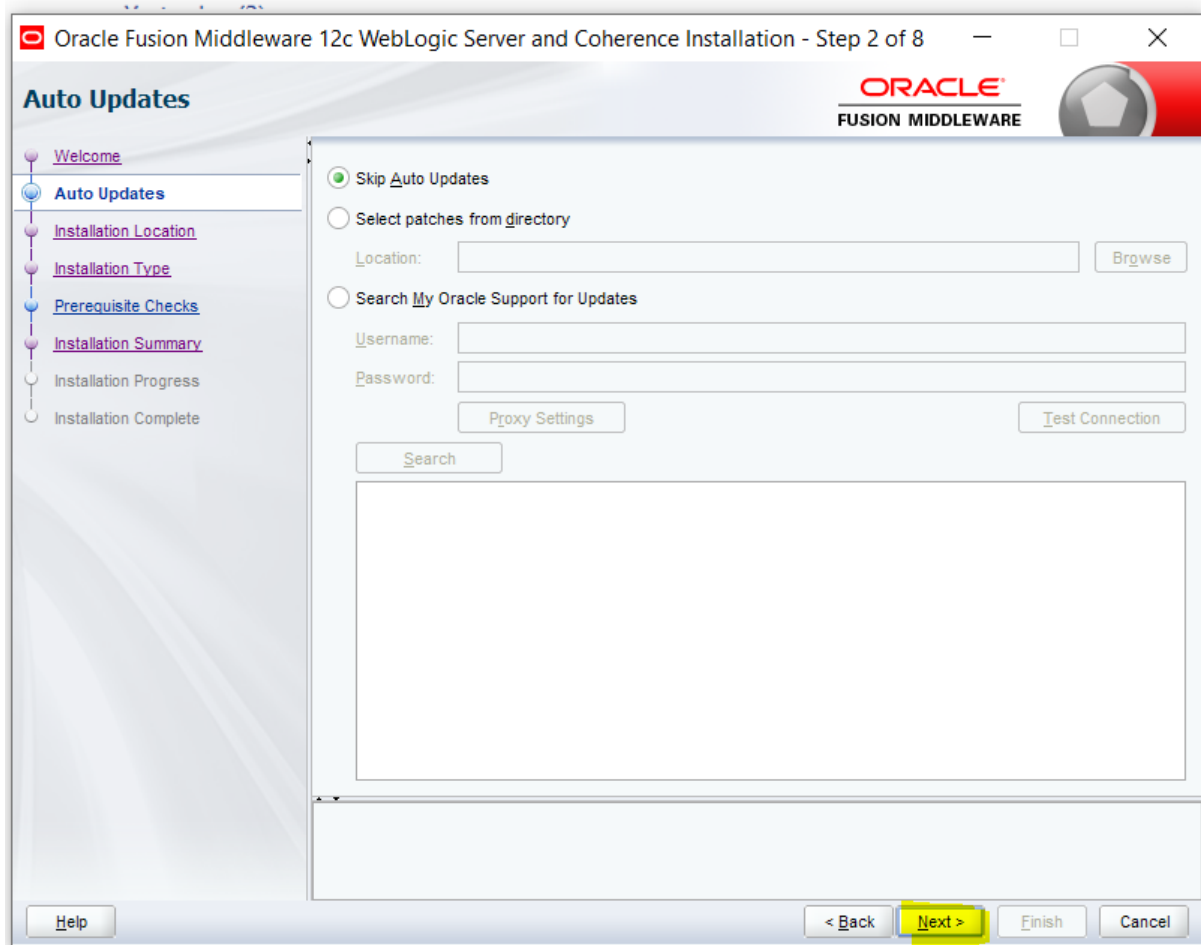 Oracle Fusion Middleware 12c WebLogic Server and Coherence Installation - Step 2 of 8
Auto Updates
ORACLE
FUSION MIDDLEWARE
Welcome
Auto Updates
Installation Location
Installation Type
Prerequisite Checks
Installation Summary
Installation Progress
Installation Complete
Skip Auto Updates
Select patches from directory
Location:
Browse
Search My Oracle Support for Updates
Username:
Password:
Proxy Settings
Test Connection
Search
Help
< Back
Next >
Finish
Cancel